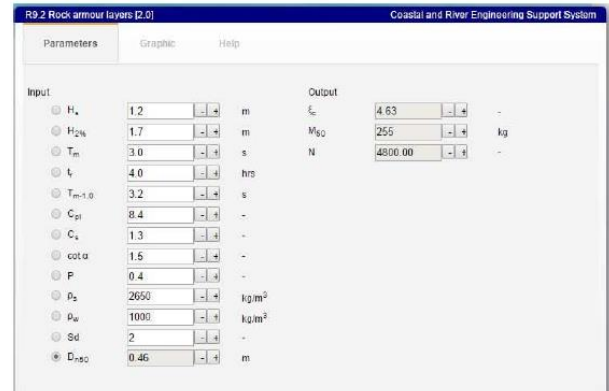 R9.2 Rock armour layers [2.0] Coastal and River Engineering Support System
Parameters Graphic Help
Input Output
Hs 1.2 - + m ξc 4.63 - + -
H2% 1.7 - + m M50 255 - + kg
Tm 3.0 - + s N 4800.00 - + -
tr 4.0 - + hrs
Tm-1.0 3.2 - + s
Cpl 8.4 - + -
Cs 1.3 - + -
cot α 1.5 - + -
P 0.4 - + -
ρs 2650 - + kg/m³
ρw 1000 - + kg/m³
Sd 2 - + -
Dn50 0.46 - + m